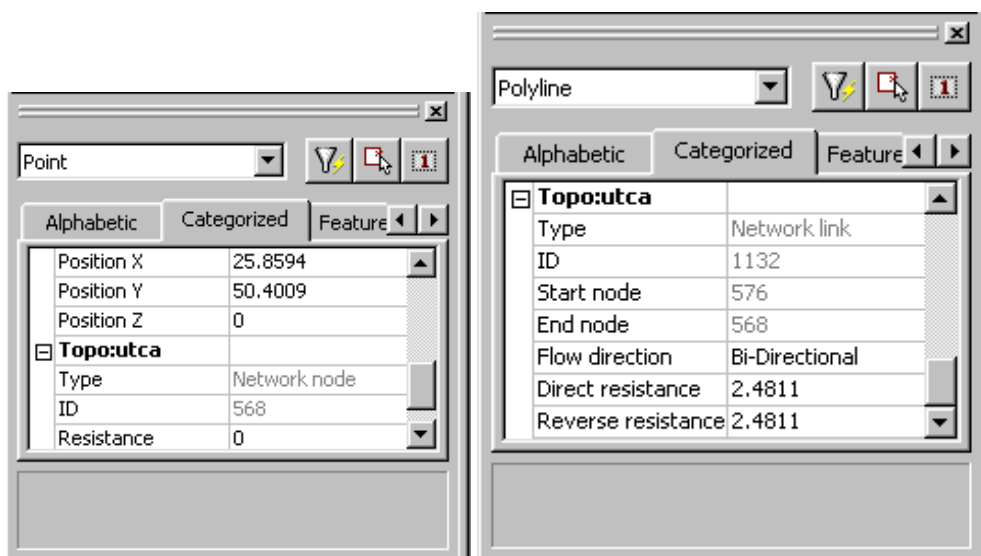 Point
1
Alphabetic Categorized Feature
Position X 25.8594
Position Y 50.4009
Position Z 0
Topo:utca
Type Network node
ID 568
Resistance 0
Polyline
1
Alphabetic Categorized Feature
Topo:utca
Type Network link
ID 1132
Start node 576
End node 568
Flow direction Bi-Directional
Direct resistance 2.4811
Reverse resistance 2.4811